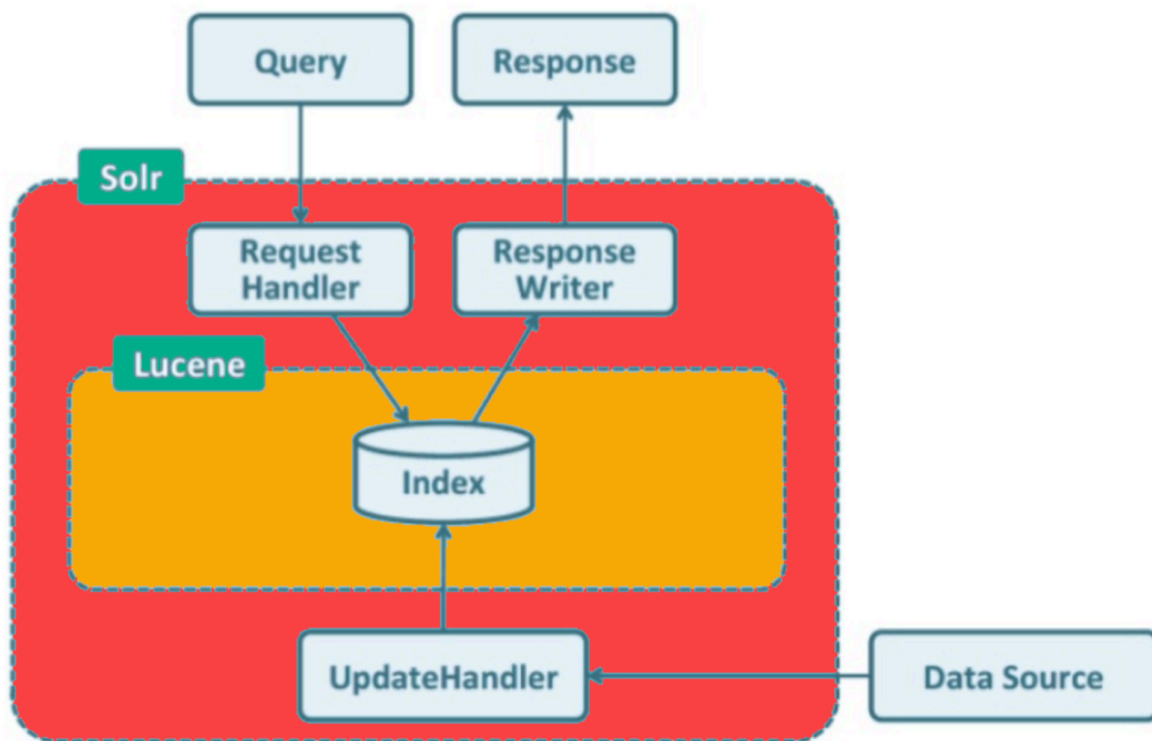 Query
Response
Solr
Request
Handler
Response
Writer
Lucene
Index
UpdateHandler
Data Source